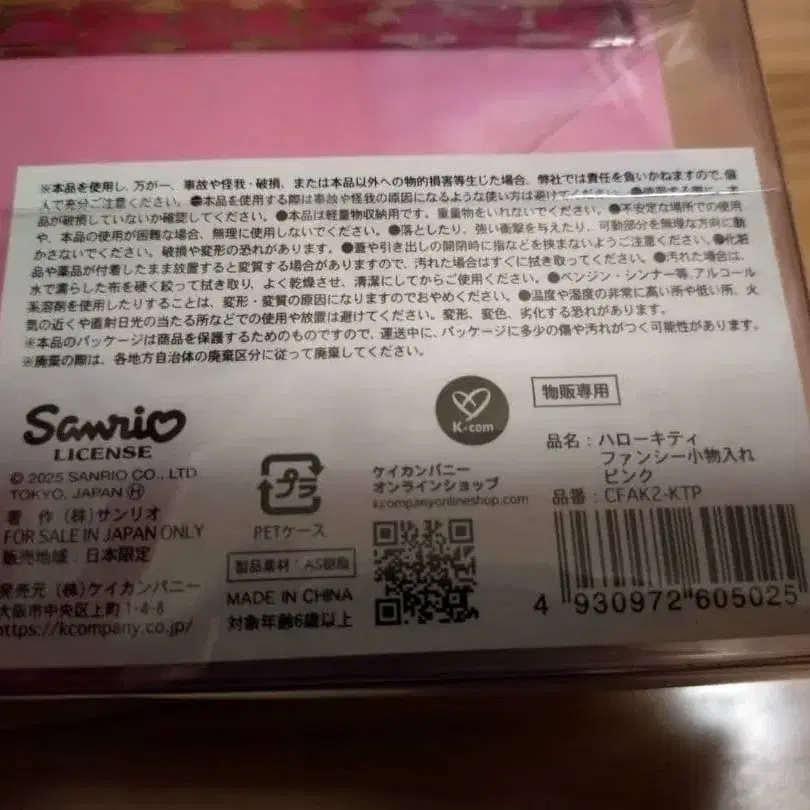 ※本品を使用し、万が一、事故や怪我・破損、または本品以外への物的損害等生じた場合、弊社では責任を負いかねますので、個
人で充分ご注意ください。●本品を使用する際は事故や怪我の原因になるような使い方は避けてください。●使用する際に、本
品が破損していないか確認してください。●本品は軽量物収納用です。重量物をいれないでください。●不安定な場所での使用
や、本品の使用が困難な場合、無理に使用しないでください。●落としたり、強い衝撃を与えたり、可動部分を無理な方向に動
かさないでください。破損や変形の恐れがあります。●蓋や引き出しの開閉時に指などを挟まないようご注意ください。●化粧
品や薬品が付着したまま放置すると変質する場合がありますので、汚れた場合はすぐに拭き取ってください。●汚れた場合は、
水で濡らした布を硬く絞って拭き取り、よく乾燥させ、清潔にしてからご使用ください。●ベンジン・シンナー等、アルコール
系溶剤を使用したりすることは、変形・変質の原因になりますのでおやめください。●温度や湿度の非常に高い所や低い所、火
気の近くや直射日光の当たる所などでの使用や放置は避けてください。変形、変色、劣化する恐れがあります。
※本品のパッケージは商品を保護するためのものですので、運送中に、パッケージに多少の傷や汚れがつく可能性があります。
※廃棄の際は、各地方自治体の廃棄区分に従って廃棄してください。
Sanrio
LICENSE
© 2025 SANRIO CO., LTD.
TOKYO, JAPAN Ⓗ
著 作 (株)サンリオ
FOR SALE IN JAPAN ONLY
販売地域：日本限定
発売元 (株)ケイカンパニー
大阪市中央区上町1-4-8
https://kcompany.co.jp/
プラ
PETケース
製品素材：AS樹脂
MADE IN CHINA
対象年齢6歳以上
K-com
ケイカンパニー
オンラインショップ
kcompanyonlineshop.com
物販専用
品名：ハローキティ
ファンシー小物入れ
ピンク
品番：CFAK2-KTP
4 930972 605025